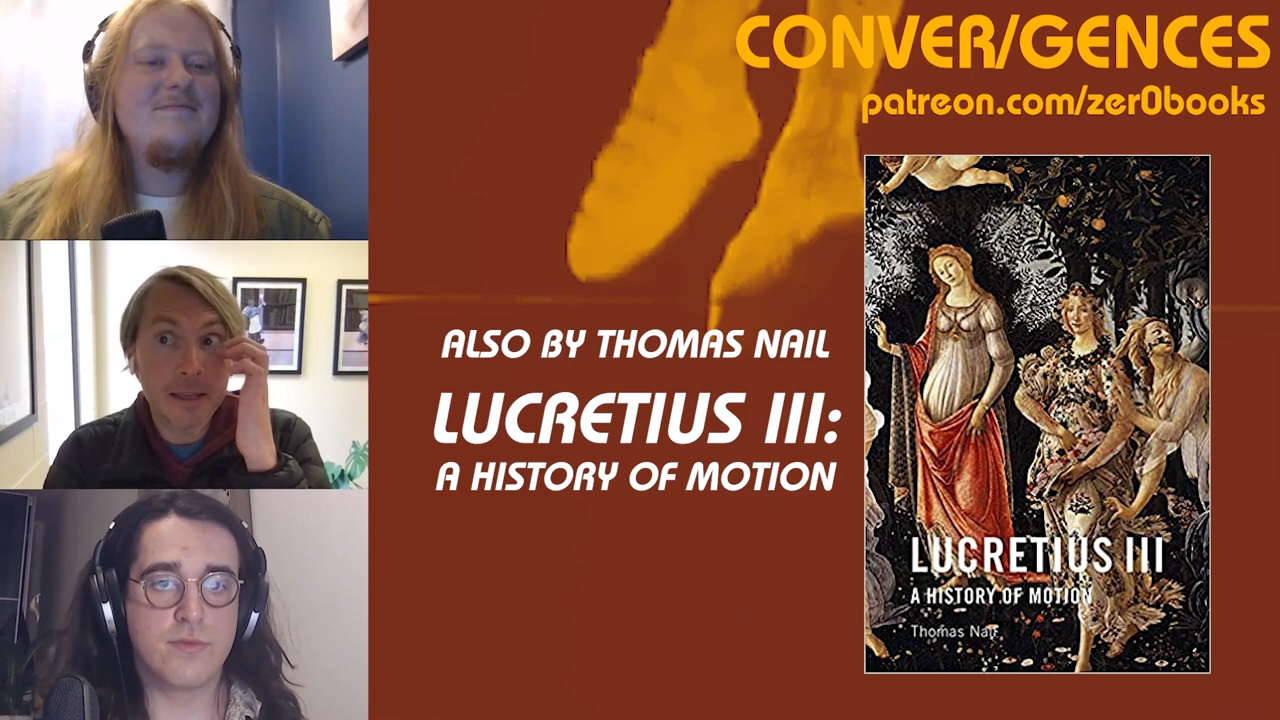 CONVER/GENCES
patreon.com/zer0books
ALSO BY THOMAS NAIL
LUCRETIUS III:
A HISTORY OF MOTION
LUCRETIUS III
A HISTORY OF MOTION
Thomas Nail